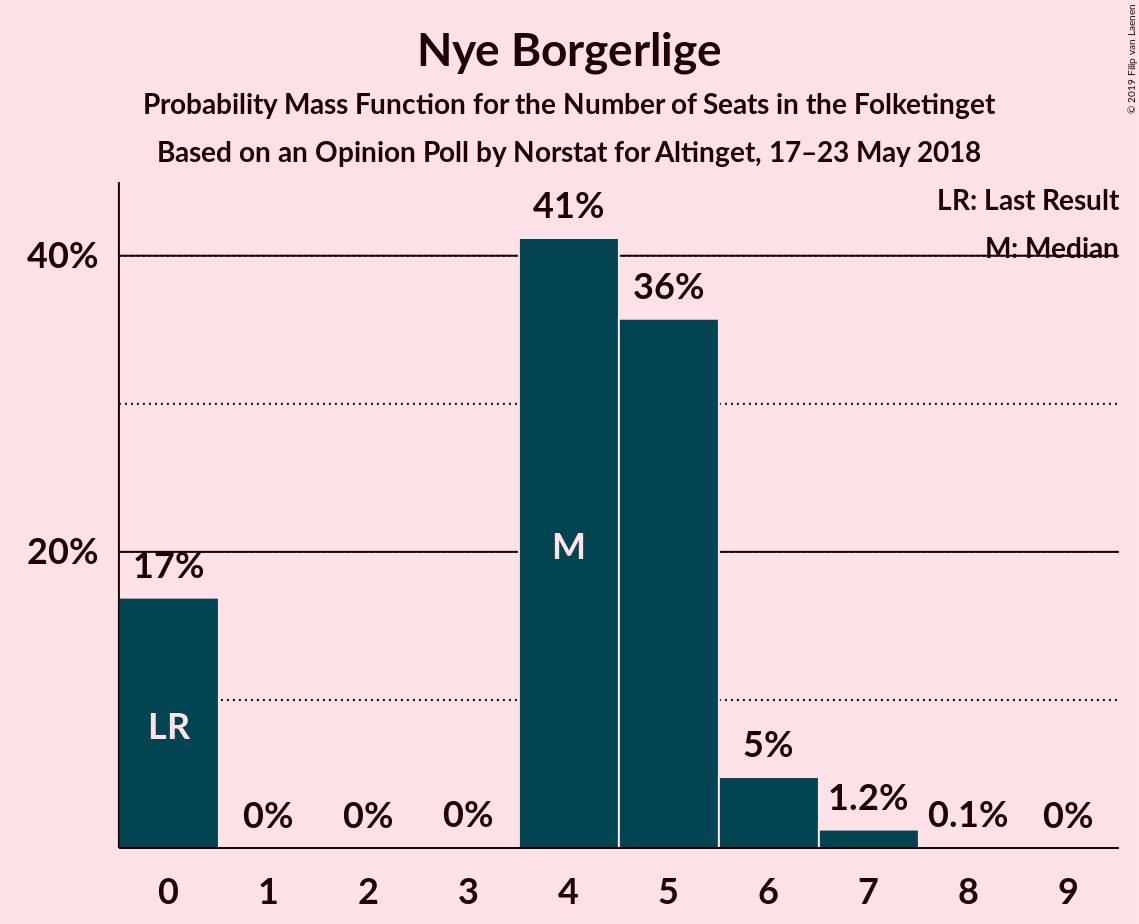 Nye Borgerlige
Probability Mass Function for the Number of Seats in the Folketinget
Based on an Opinion Poll by Norstat for Altinget, 17–23 May 2018
© 2019 Filip van Laenen
LR: Last Result
M: Median
40%
20%
17%
0%
0%
0%
41%
36%
5%
1.2%
0.1%
0%
LR
M
0 1 2 3 4 5 6 7 8 9